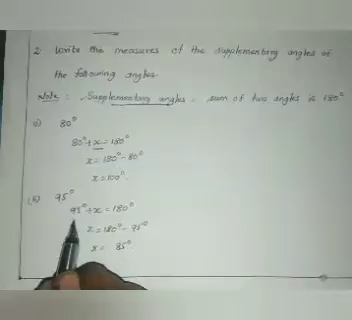 2. Write the measures of the supplementary angles of
the following angles
Note : Supplementary angles - sum of two angles is 180°
i) 80°
80° + x = 180°
x = 180° - 80°
x = 100°
(ii) 95°
95° + x = 180°
x = 180° - 95°
x = 85°